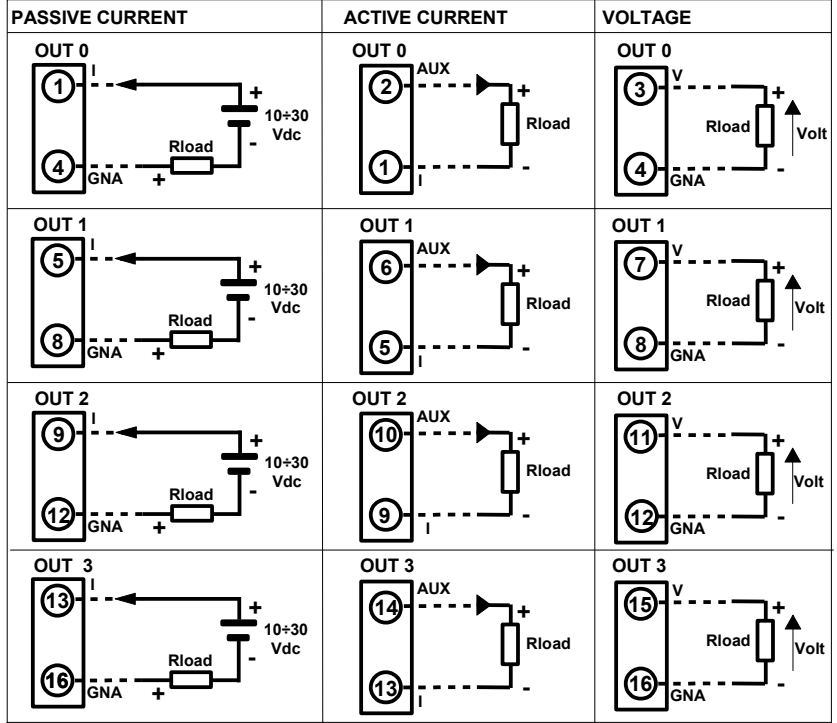 PASSIVE CURRENT
ACTIVE CURRENT
VOLTAGE
OUT 0
1
I
+
10÷30
Vdc
-
Rload
4
GNA
+
OUT 0
2
AUX
+
Rload
1
I
-
OUT 0
3
V
+
Rload
Volt
4
GNA
-
OUT 1
5
I
+
10÷30
Vdc
-
Rload
8
GNA
+
OUT 1
6
AUX
+
Rload
5
I
-
OUT 1
7
V
+
Rload
Volt
8
GNA
-
OUT 2
9
I
+
10÷30
Vdc
-
Rload
12
GNA
+
OUT 2
10
AUX
+
Rload
9
I
-
OUT 2
11
V
+
Rload
Volt
12
GNA
-
OUT 3
13
I
+
10÷30
Vdc
-
Rload
16
GNA
+
OUT 3
14
AUX
+
Rload
13
I
-
OUT 3
15
V
+
Rload
Volt
16
GNA
-